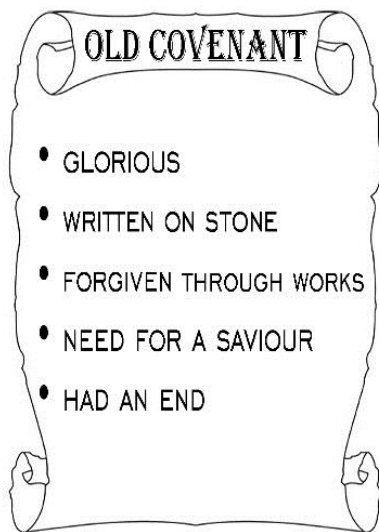 OLD COVENANT
• GLORIOUS
• WRITTEN ON STONE
• FORGIVEN THROUGH WORKS
• NEED FOR A SAVIOUR
• HAD AN END